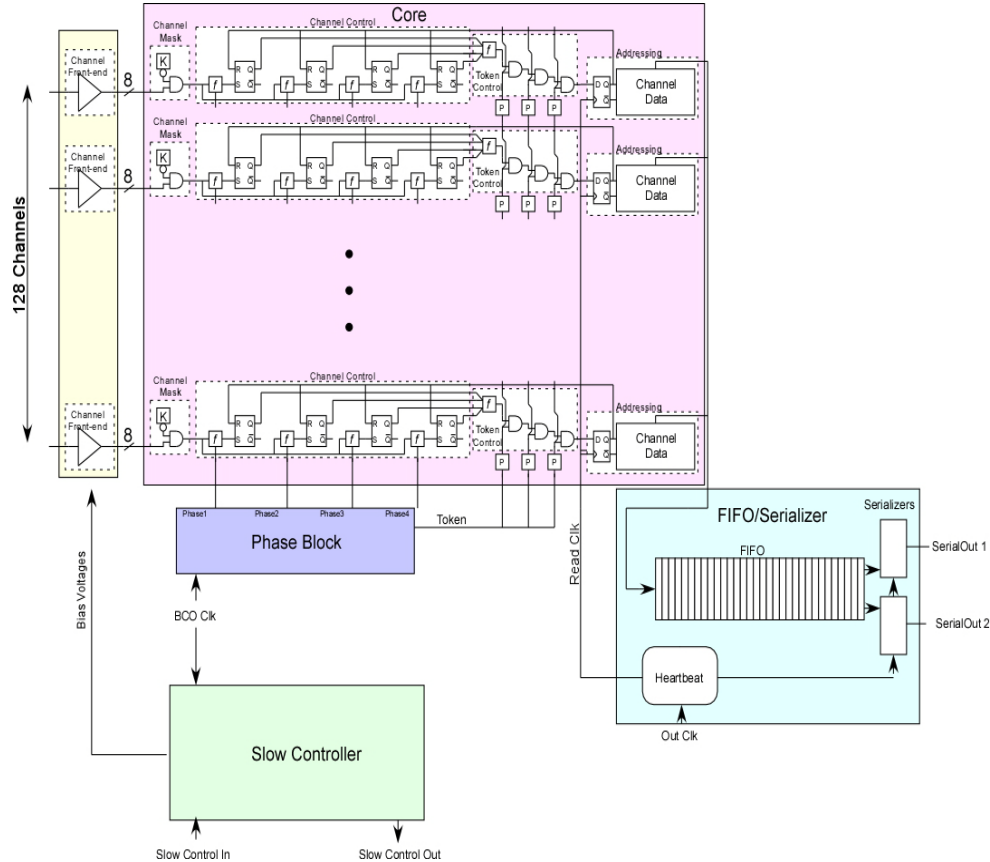 Core
Channel
Mask
Channel Control
Channel
Front-end
8
K
f
R Q
S Q
f
R Q
S Q
f
R Q
S Q
f
R Q
S Q
f
Token
Control
P P P
Addressing
D Q
Q
Channel
Data
Channel
Mask
Channel Control
Channel
Front-end
8
K
f
R Q
S Q
f
R Q
S Q
f
R Q
S Q
f
R Q
S Q
f
Token
Control
P P P
Addressing
D Q
Q
Channel
Data
128 Channels
Channel
Mask
Channel Control
Channel
Front-end
8
K
f
R Q
S Q
f
R Q
S Q
f
R Q
S Q
f
R Q
S Q
f
Token
Control
P P P
Addressing
D Q
Q
Channel
Data
Phase1 Phase2 Phase3 Phase4
Phase Block
Token
Read Clk
FIFO/Serializer
Serializers
FIFO
SerialOut 1
SerialOut 2
Heartbeat
Out Clk
Bias Voltages
BCO Clk
Slow Controller
Slow Control In
Slow Control Out